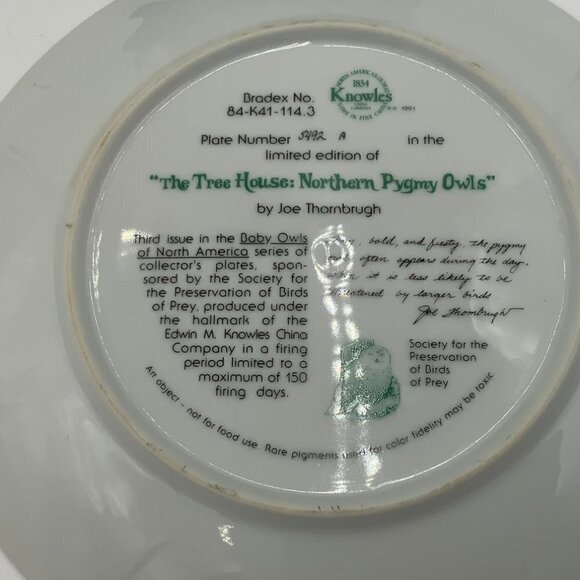 Bradex No.
84-K41-114.3
1854
Knowles
CHINA
COMPANY
© 1991
Plate Number 5492 A in the
limited edition of
"The Tree House: Northern Pygmy Owls"
by Joe Thornbrugh
Third issue in the Baby Owls
of North America series of
collector's plates, spon-
sored by the Society for
the Preservation of Birds
of Prey, produced under
the hallmark of the
Edwin M. Knowles China
Company in a firing
period limited to a
maximum of 150
firing days.
bold, and feisty, the pygmy
often appears during the day,
it is less likely to be
by larger birds
Joe Thornbrugh
Society for the
Preservation
of Birds
of Prey
Art object - not for food use. Rare pigments used for color fidelity may be toxic.